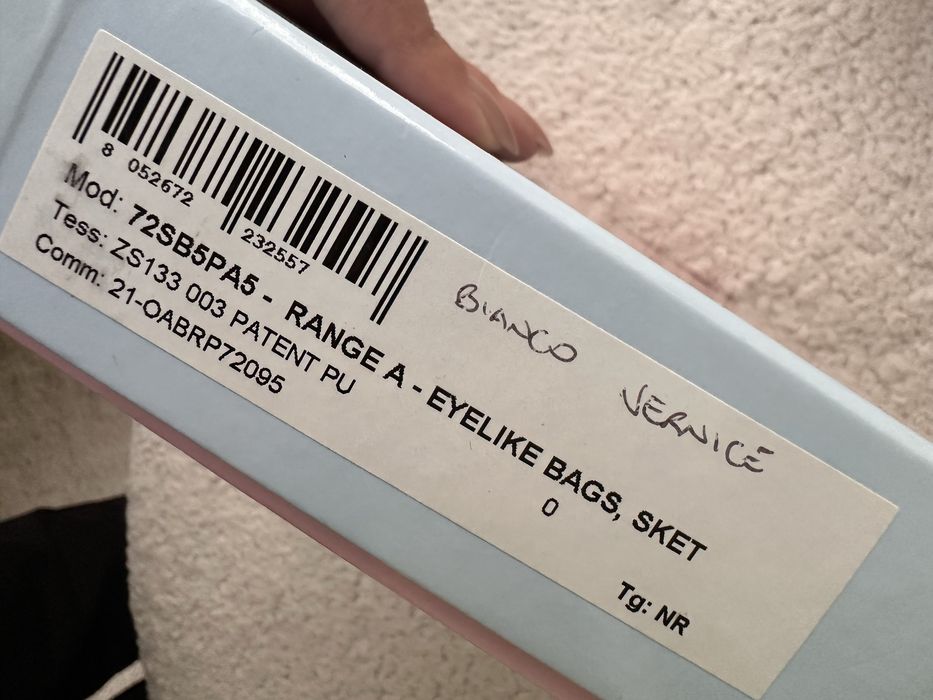 8 052672 232557
Mod: 72SB5PA5 - RANGE A - EYELIKE BAGS, SKET
Tess: ZS133 003 PATENT PU
0
Comm: 21-OABRP72095
Tg: NR
BIANCO VERNICE